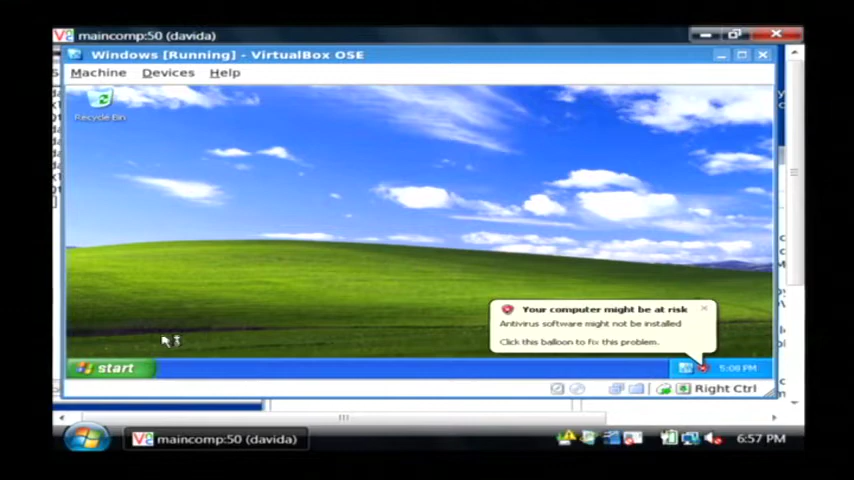 maincomp:50 (davida)
Windows [Running] - VirtualBox OSE
Machine Devices Help
Recycle Bin
Your computer might be at risk
Antivirus software might not be installed
Click this balloon to fix this problem.
start
5:08 PM
Right Ctrl
maincomp:50 (davida)
6:57 PM